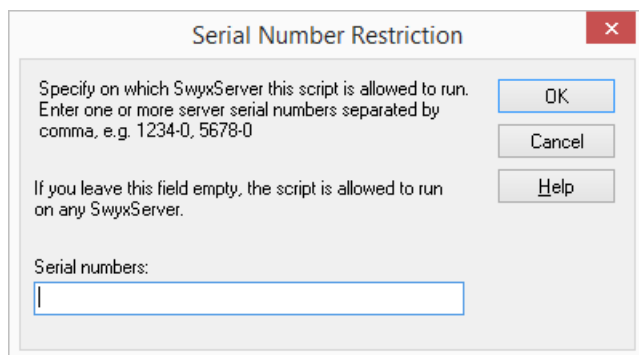 Serial Number Restriction
Specify on which SwyxServer this script is allowed to run.
Enter one or more server serial numbers separated by
comma, e.g. 1234-0, 5678-0
OK
Cancel
If you leave this field empty, the script is allowed to run
on any SwyxServer.
Help
Serial numbers: